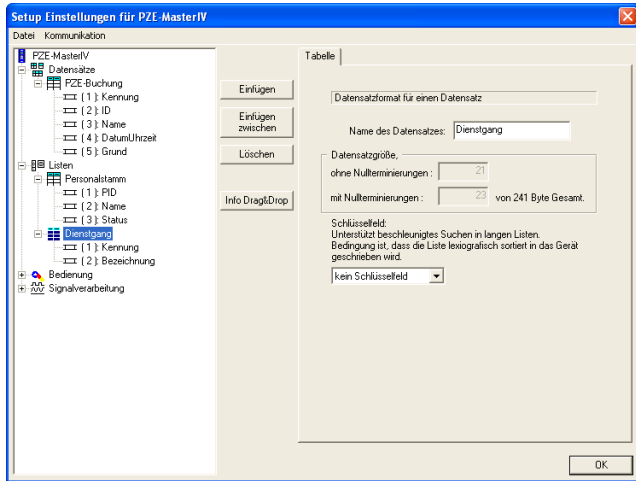 Setup Einstellungen für PZE-MasterIV
Datei Kommunikation
PZE-MasterIV
Datensätze
PZE-Buchung
( 1 ): Kennung
( 2 ): ID
( 3 ): Name
( 4 ): DatumUhrzeit
( 5 ): Grund
Listen
Personalstamm
( 1 ): PID
( 2 ): Name
( 3 ): Status
Dienstgang
( 1 ): Kennung
( 2 ): Bezeichnung
Bedienung
Signalverarbeitung
Einfügen
Einfügen
zwischen
Löschen
Info Drag&Drop
Tabelle
Datensatzformat für einen Datensatz
Name des Datensatzes: Dienstgang
Datensatzgröße,
ohne Nullterminierungen : 21
mit Nullterminierungen : 23 von 241 Byte Gesamt.
Schlüsselfeld:
Unterstützt beschleunigtes Suchen in langen Listen.
Bedingung ist, dass die Liste lexiografisch sortiert in das Gerät
geschrieben wird.
kein Schlüsselfeld
OK